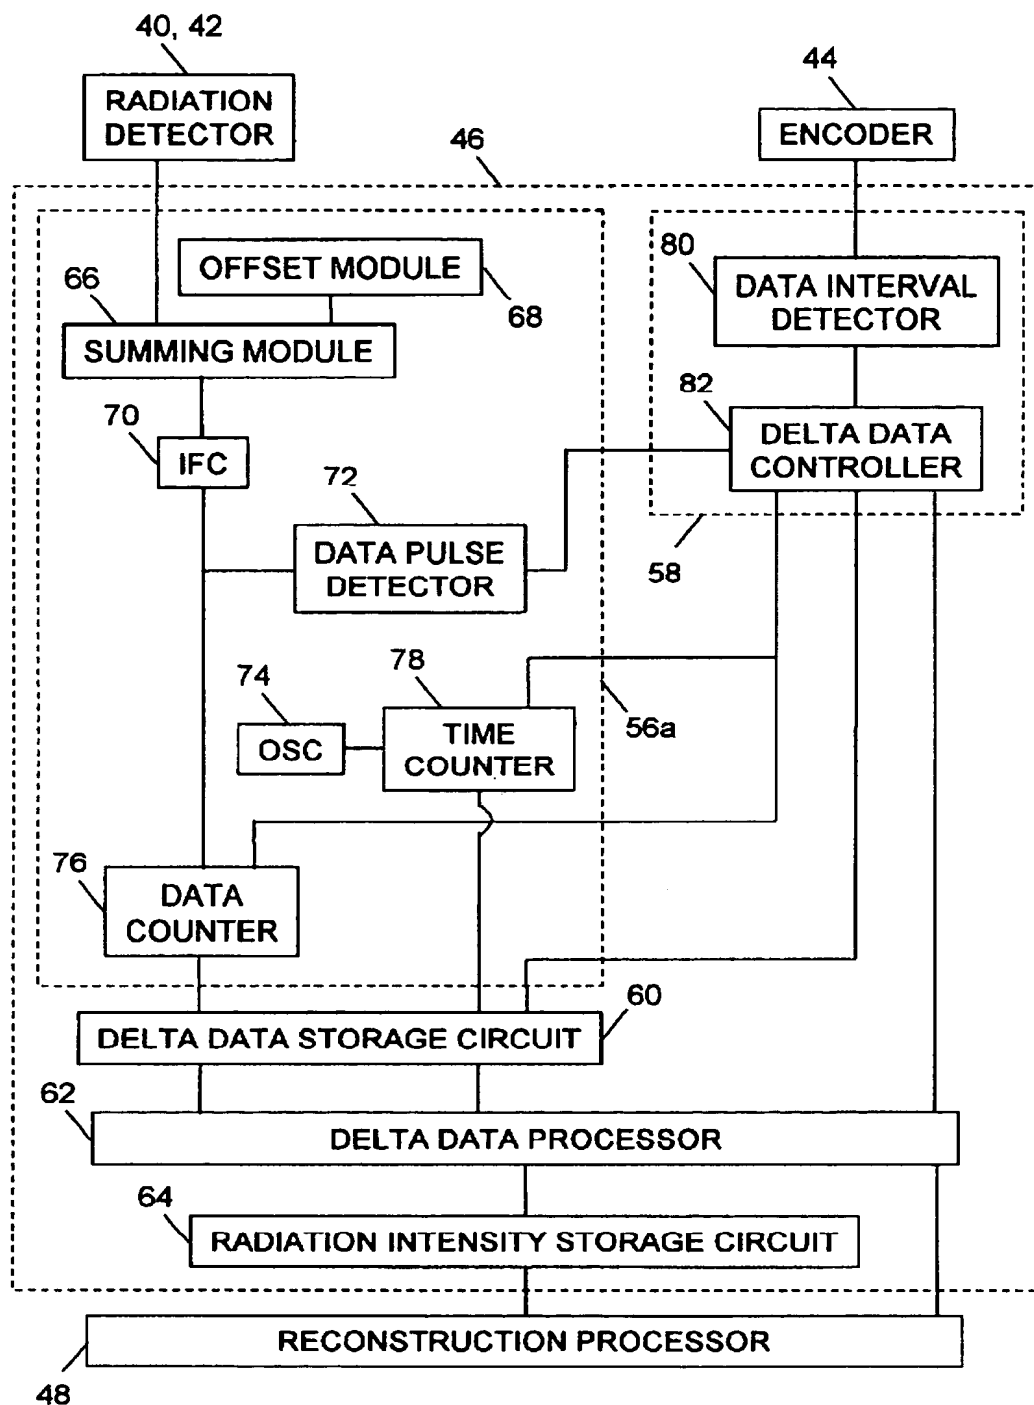 40, 42
RADIATION
DETECTOR
44
ENCODER
46
OFFSET MODULE
68
66
SUMMING MODULE
80
DATA INTERVAL
DETECTOR
70
IFC
82
DELTA DATA
CONTROLLER
72
DATA PULSE
DETECTOR
58
74
OSC
78
TIME
COUNTER
56a
76
DATA
COUNTER
60
DELTA DATA STORAGE CIRCUIT
62
DELTA DATA PROCESSOR
64
RADIATION INTENSITY STORAGE CIRCUIT
RECONSTRUCTION PROCESSOR
48